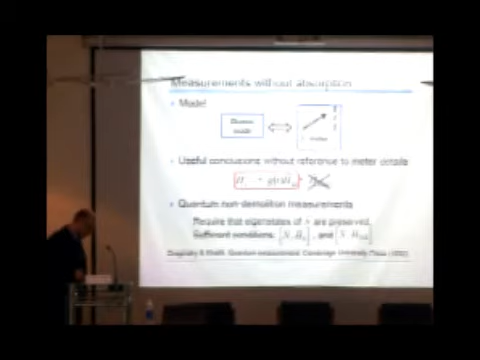 Measurements without absorption
Model
Useful conclusions without reference to meter details
Quantum non-demolition measurements
Require that eigenstates of are preserved.
Sufficient conditions: , and
Braginsky & Khalili, Quantum measurement, Cambridge University Press